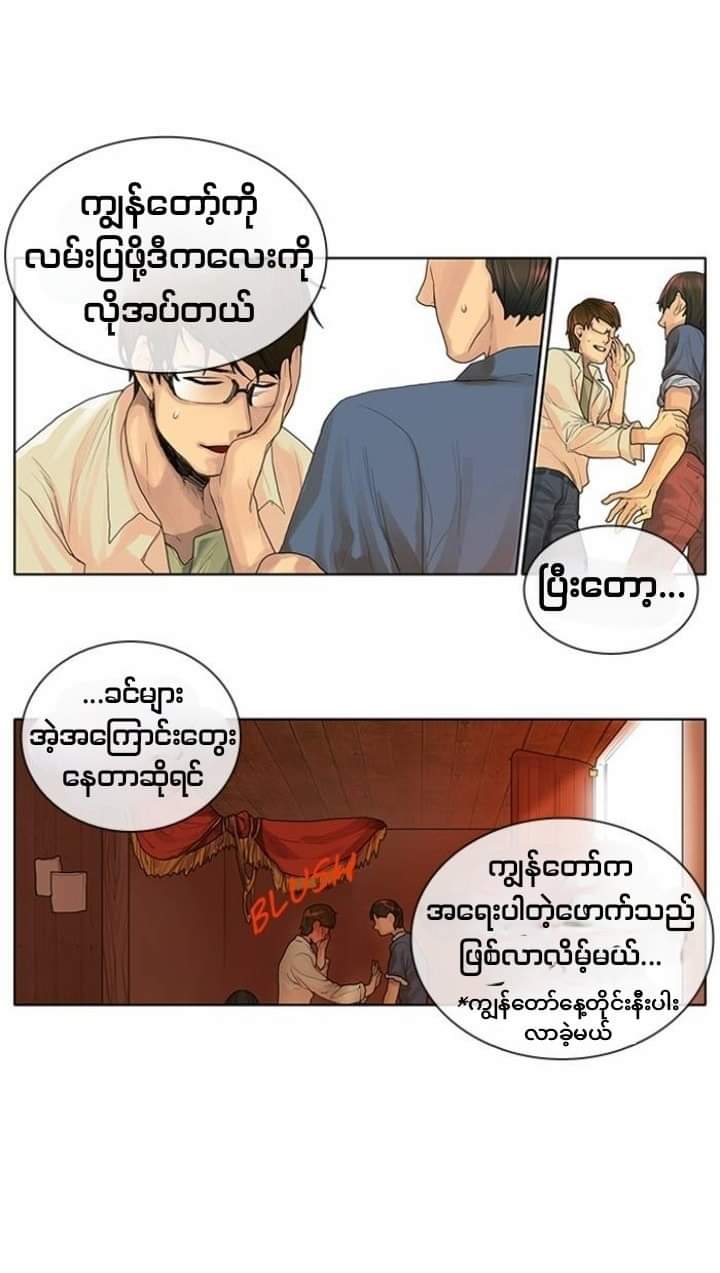 ကျွန်တော့်ကို
လမ်းပြဖို့ဒီကလေးကို
လိုအပ်တယ်
ပြီးတော့...
...ခင်များ
အဲ့အကြောင်းတွေး
နေတာဆိုရင်
BLUSH
ကျွန်တော်က
အရေးပါတဲ့ဖောက်သည်
ဖြစ်လာလိမ့်မယ်...
*ကျွန်တော်နေ့တိုင်းနီးပါး
လာခဲ့မယ်